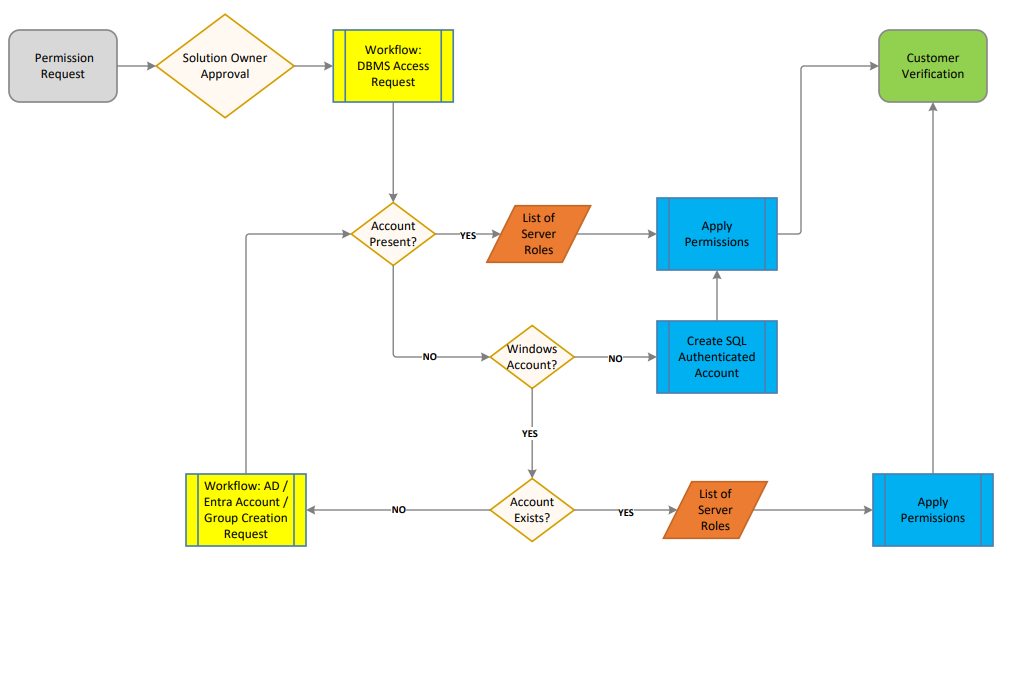 Permission
Request
Solution Owner
Approval
Workflow:
DBMS Access
Request
Customer
Verification
Account
Present?
YES
List of
Server
Roles
Apply
Permissions
NO
Windows
Account?
NO
Create SQL
Authenticated
Account
YES
Workflow: AD /
Entra Account /
Group Creation
Request
NO
Account
Exists?
YES
List of
Server
Roles
Apply
Permissions